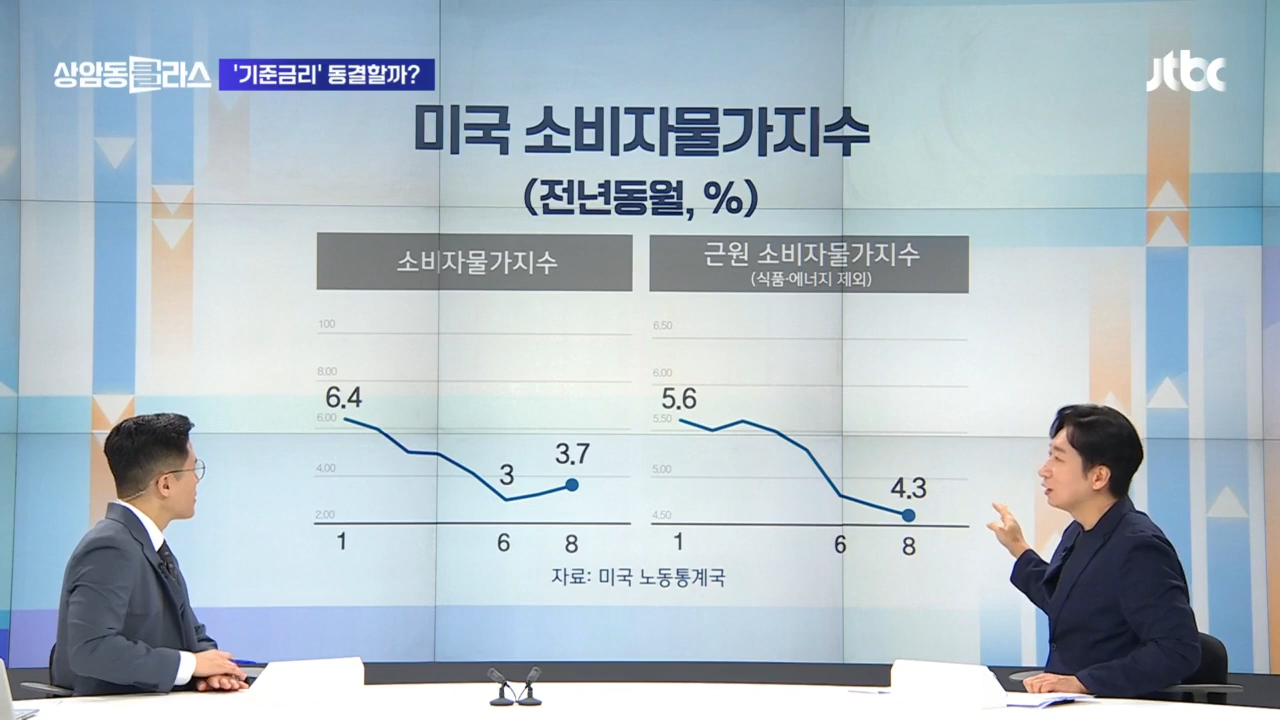 상암동클라스 '기준금리' 동결할까?
jtbc
미국 소비자물가지수
(전년동월, %)
소비자물가지수
100
8.00
6.00
4.00
2.00
6.4
3
3.7
1 6 8
근원 소비자물가지수
(식품·에너지 제외)
6.50
6.00
5.50
5.00
4.50
5.6
4.3
1 6 8
자료: 미국 노동통계국